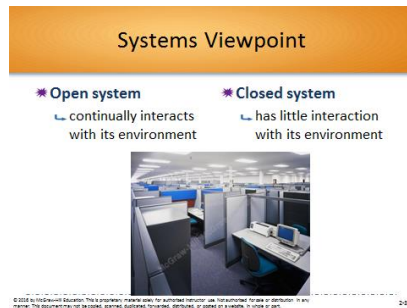 Systems Viewpoint
Open system
continually interacts
with its environment
Closed system
has little interaction
with its environment
© 2016 by McGraw-Hill Education. This is proprietary material solely for authorized instructor use. Not authorized for sale or distribution in any
manner. This document may not be copied, scanned, duplicated, forwarded, distributed, or posted on a website, in whole or part.